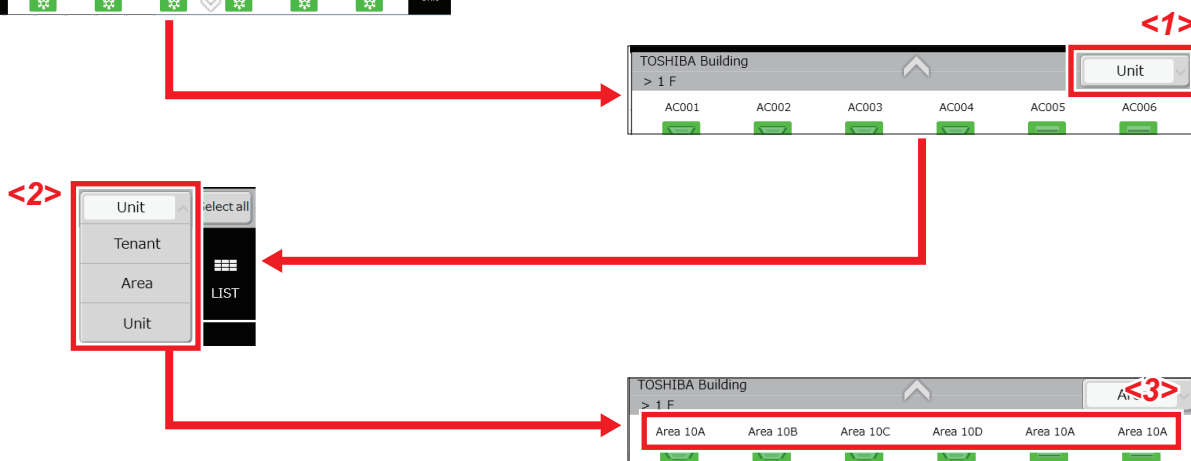 <1>
TOSHIBA Building
> 1 F
Unit
AC001 AC002 AC003 AC004 AC005 AC006
<2>
Unit
Select all
Tenant
Area
LIST
Unit
TOSHIBA Building
> 1 F
<3>
Area 10A Area 10B Area 10C Area 10D Area 10A Area 10A